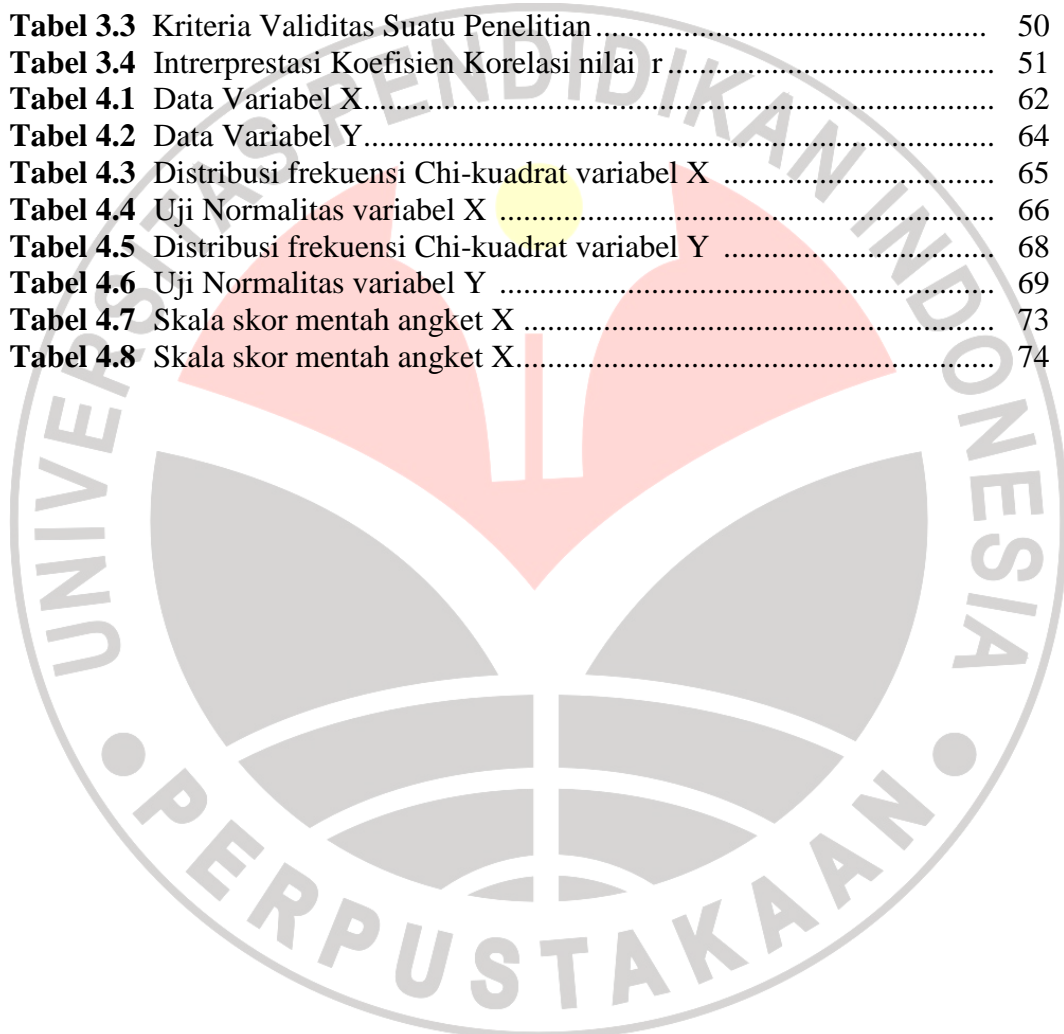 Tabel 3.3 Kriteria Validitas Suatu Penelitian ........................................................ 50
Tabel 3.4 Intrerprestasi Koefisien Korelasi nilai r ............................................... 51
Tabel 4.1 Data Variabel X...................................................................................... 62
Tabel 4.2 Data Variabel Y...................................................................................... 64
Tabel 4.3 Distribusi frekuensi Chi-kuadrat variabel X ....................................... 65
Tabel 4.4 Uji Normalitas variabel X ..................................................................... 66
Tabel 4.5 Distribusi frekuensi Chi-kuadrat variabel Y ....................................... 68
Tabel 4.6 Uji Normalitas variabel Y ..................................................................... 69
Tabel 4.7 Skala skor mentah angket X .................................................................. 73
Tabel 4.8 Skala skor mentah angket X................................................................... 74
UNIVERSITAS PENDIDIKAN INDONESIA
PERPUSTAKAAN